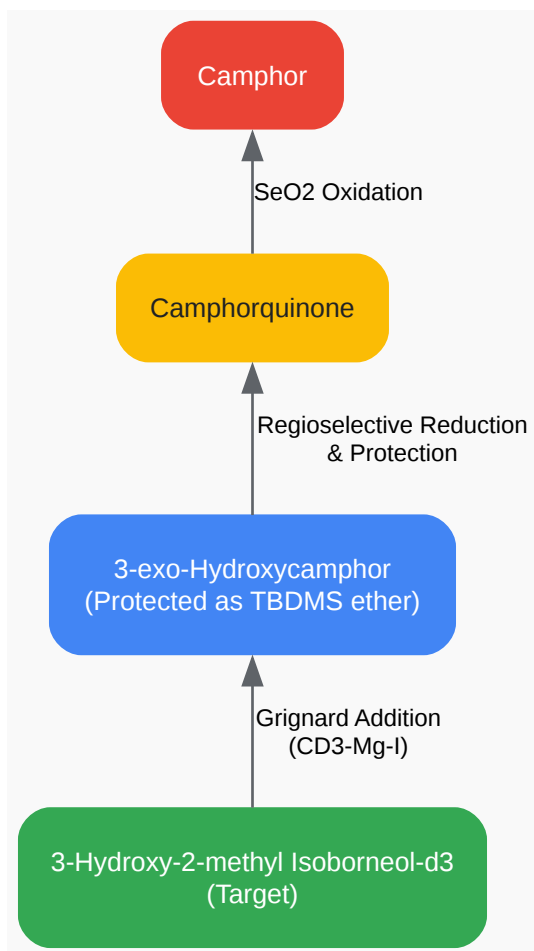 Camphor
SeO2 Oxidation
Camphorquinone
Regioselective Reduction
& Protection
3-exo-Hydroxycamphor
(Protected as TBDMS ether)
Grignard Addition
(CD3-Mg-I)
3-Hydroxy-2-methyl Isoborneol-d3
(Target)